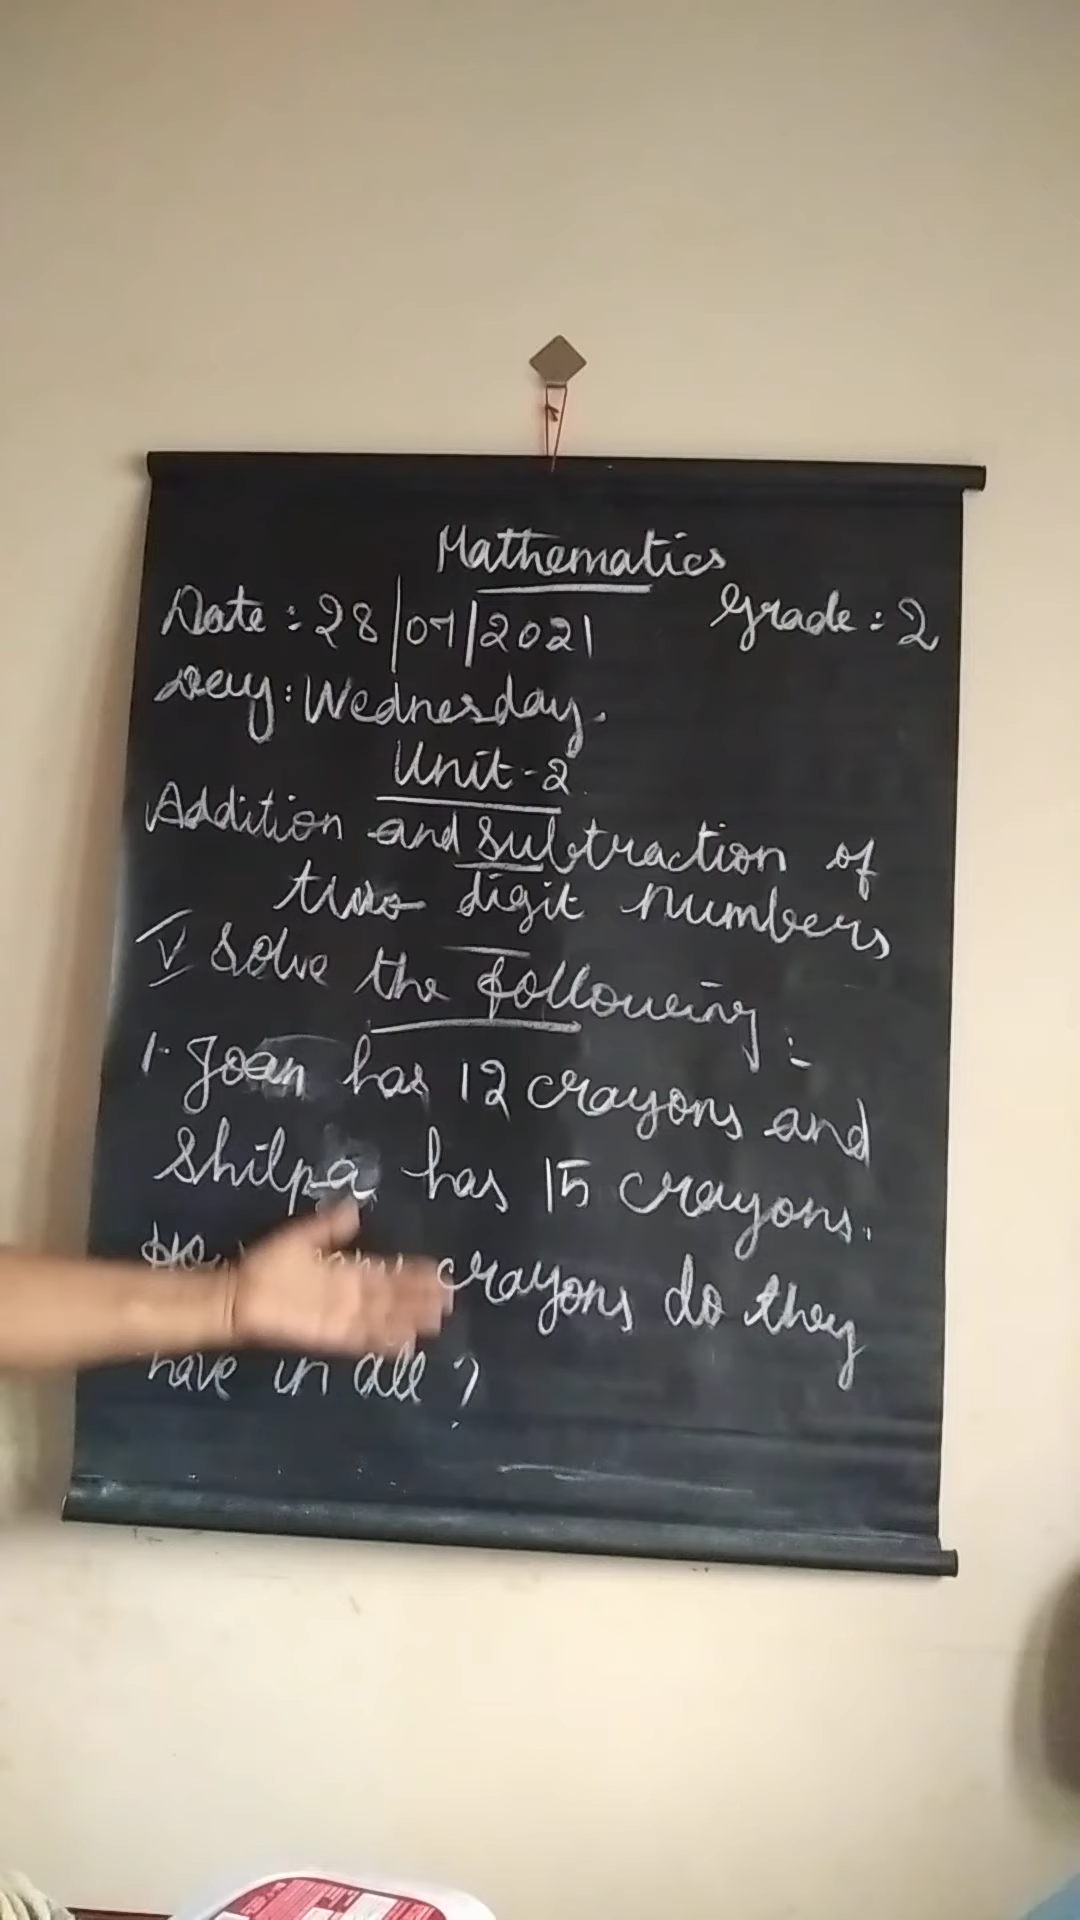 Mathematics
Date : 28/07/2021 Grade : 2
Day : Wednesday.
Unit-2
Addition and Subtraction of
two digit numbers
V Solve the following :
1. Joan has 12 crayons and
Shilpa has 15 crayons.
crayons do they
have in all ?